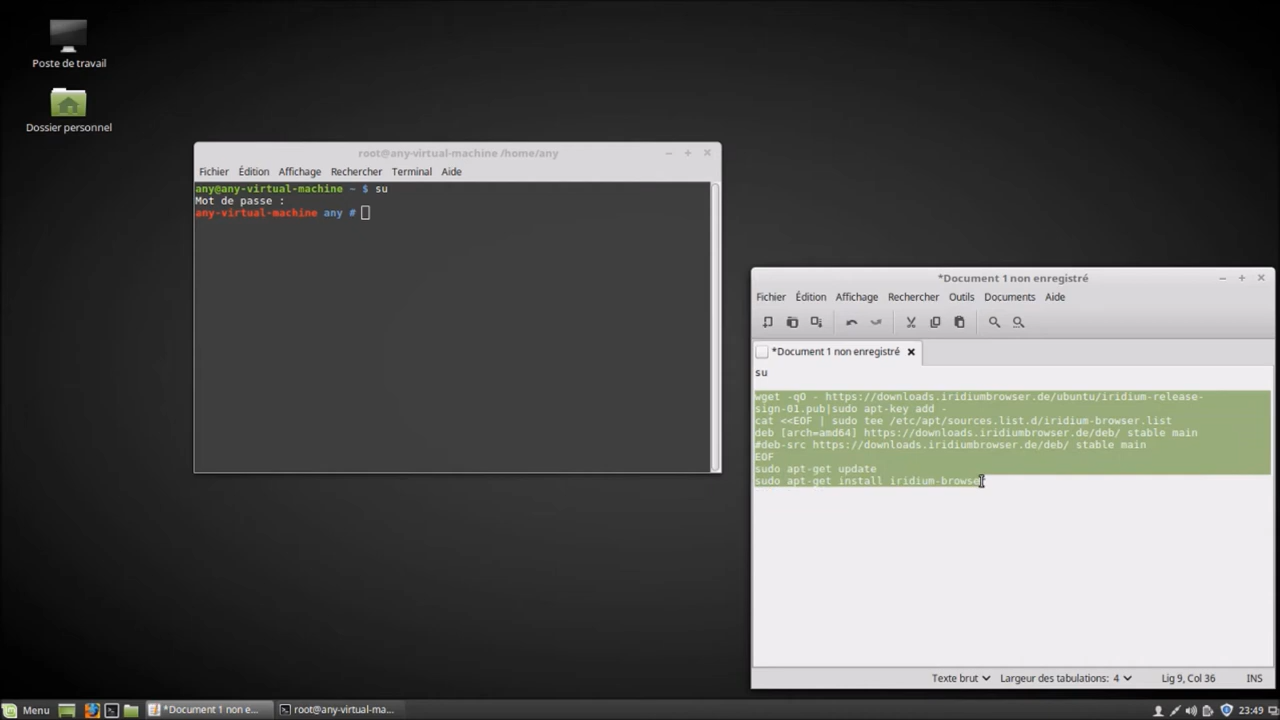 Poste de travail
Dossier personnel
root@any-virtual-machine /home/any
Fichier Édition Affichage Rechercher Terminal Aide
any@any-virtual-machine ~ $ su
Mot de passe :
any-virtual-machine any #
*Document 1 non enregistré
Fichier Édition Affichage Rechercher Outils Documents Aide
*Document 1 non enregistré
su
wget -qO - https://downloads.iridiumbrowser.de/ubuntu/iridium-release-
sign-01.pub|sudo apt-key add -
cat <<EOF | sudo tee /etc/apt/sources.list.d/iridium-browser.list
deb [arch=amd64] https://downloads.iridiumbrowser.de/deb/ stable main
#deb-src https://downloads.iridiumbrowser.de/deb/ stable main
EOF
sudo apt-get update
sudo apt-get install iridium-browser
Texte brut Largeur des tabulations: 4 Lig 9, Col 36 INS
Menu *Document 1 non e... root@any-virtual-ma... 23:49